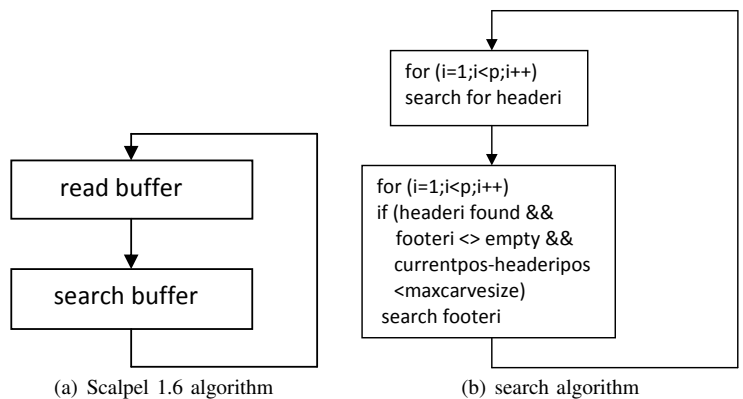 read buffer
search buffer
(a) Scalpel 1.6 algorithm
for (i=1;i<p;i++)
search for headeri
for (i=1;i<p;i++)
if (headeri found &&
footeri <> empty &&
currentpos-headeripos
<maxcarvesize)
search footeri
(b) search algorithm